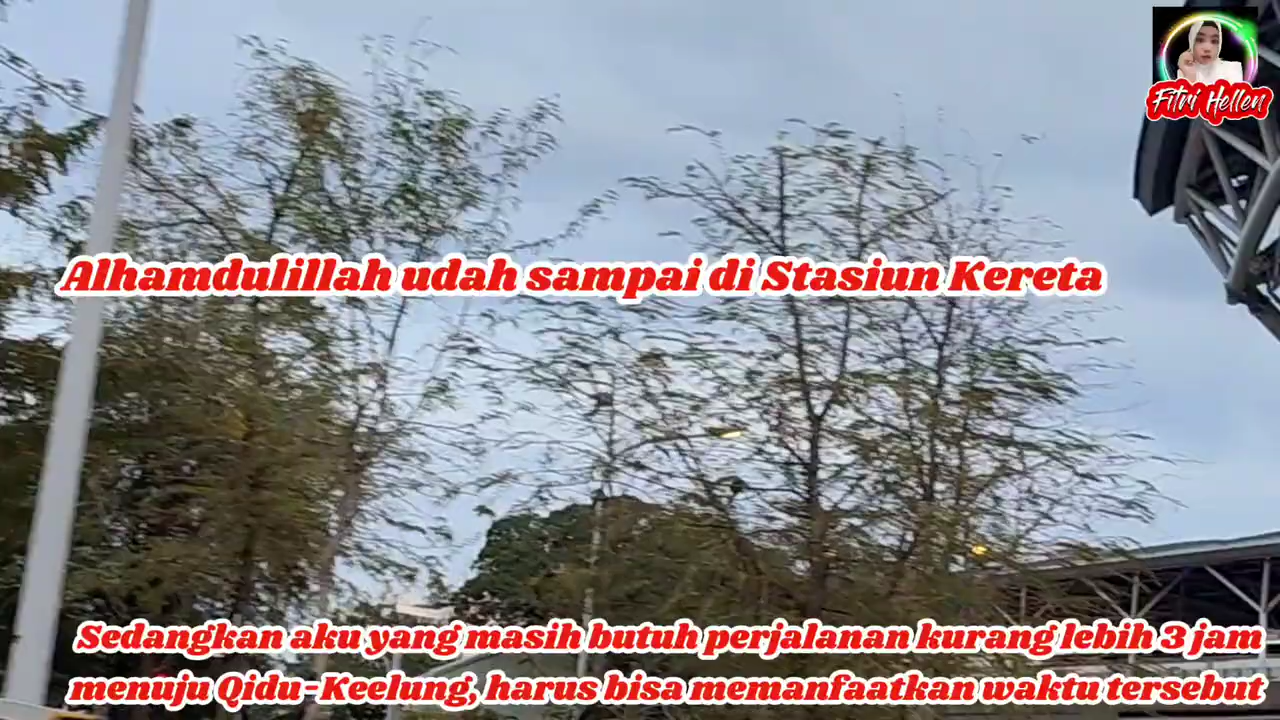 Fitri Hellen
Alhamdulillah udah sampai di Stasiun Kereta
Sedangkan aku yang masih butuh perjalanan kurang lebih 3 jam
menuju Qidu-Keelung, harus bisa memanfaatkan waktu tersebut